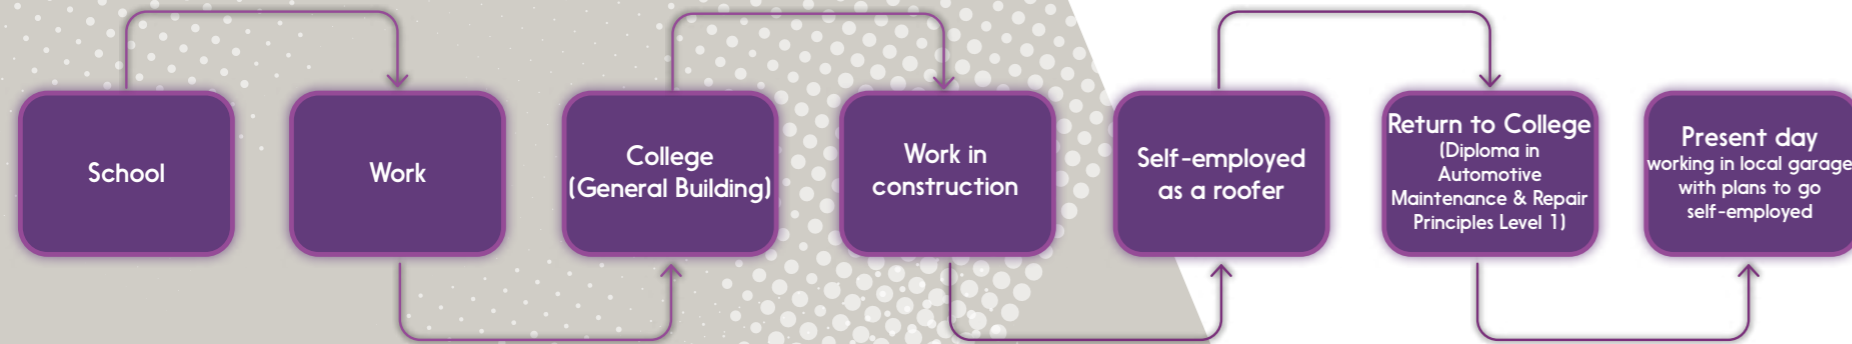 School
Work
College
(General Building)
Work in
construction
Self-employed
as a roofer
Return to College
(Diploma in
Automotive
Maintenance & Repair
Principles Level 1)
Present day
working in local garage
with plans to go
self-employed